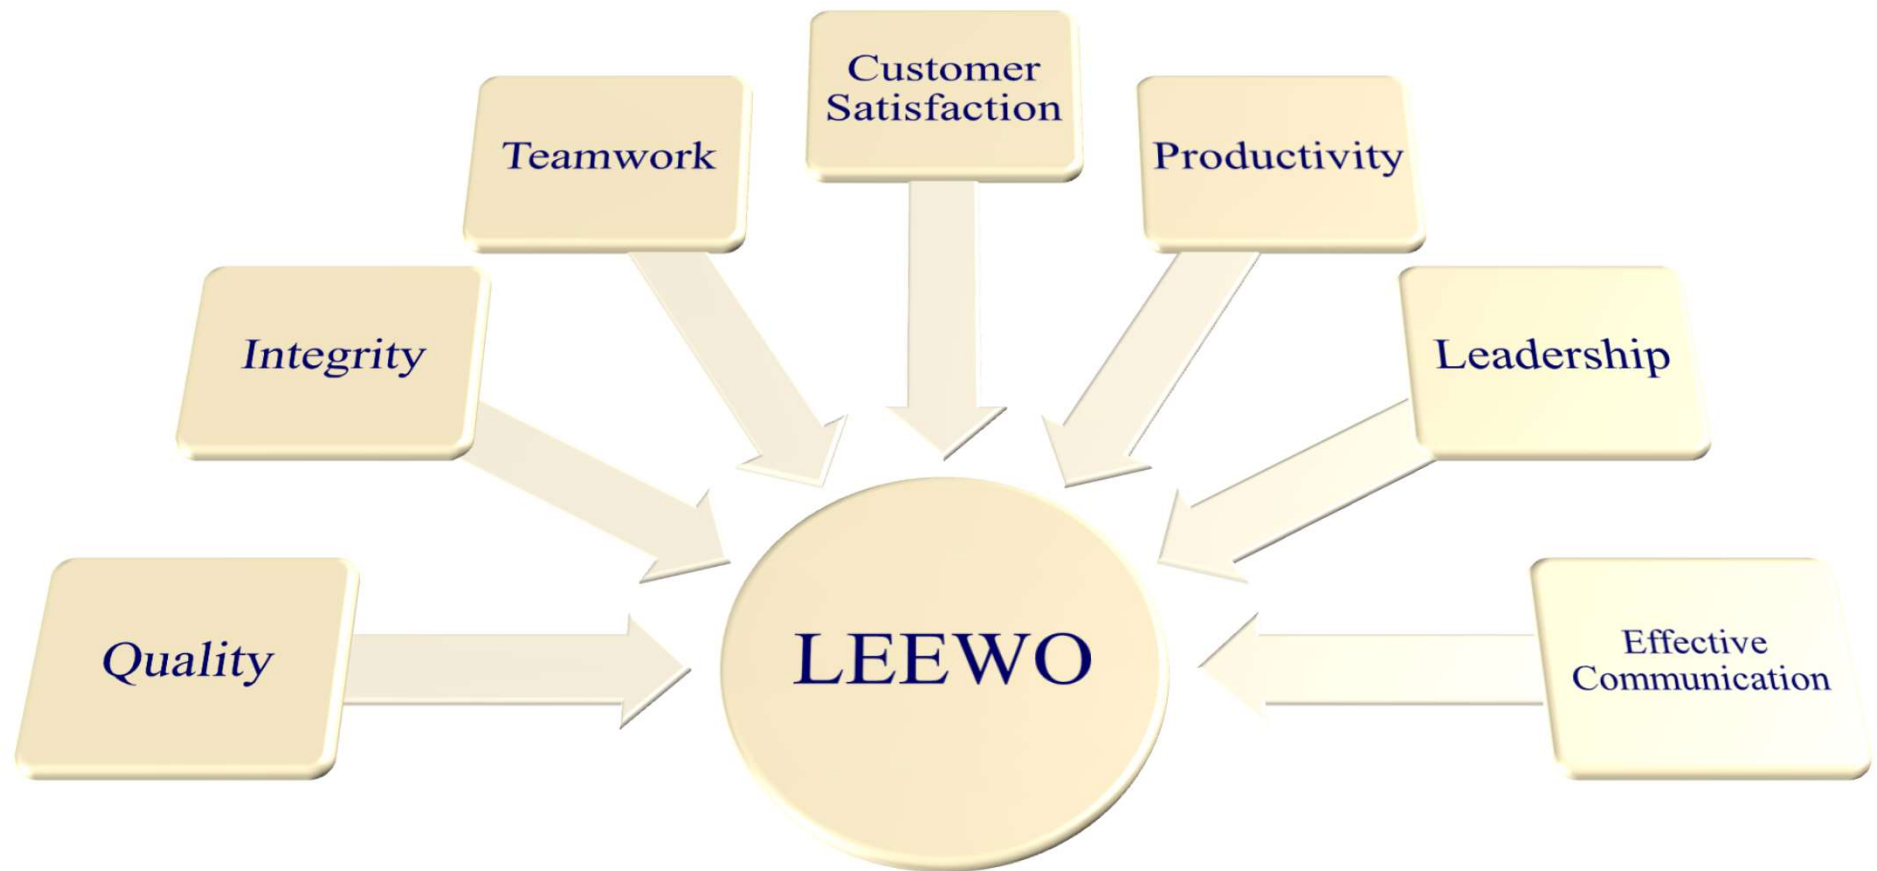 Customer
Satisfaction
Teamwork
Productivity
Integrity
Leadership
Quality
LEEWO
Effective
Communication